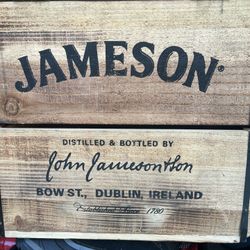 JAMESON
DISTILLED & BOTTLED BY
John Jameson & Son
BOW ST., DUBLIN, IRELAND
Established Since 1780